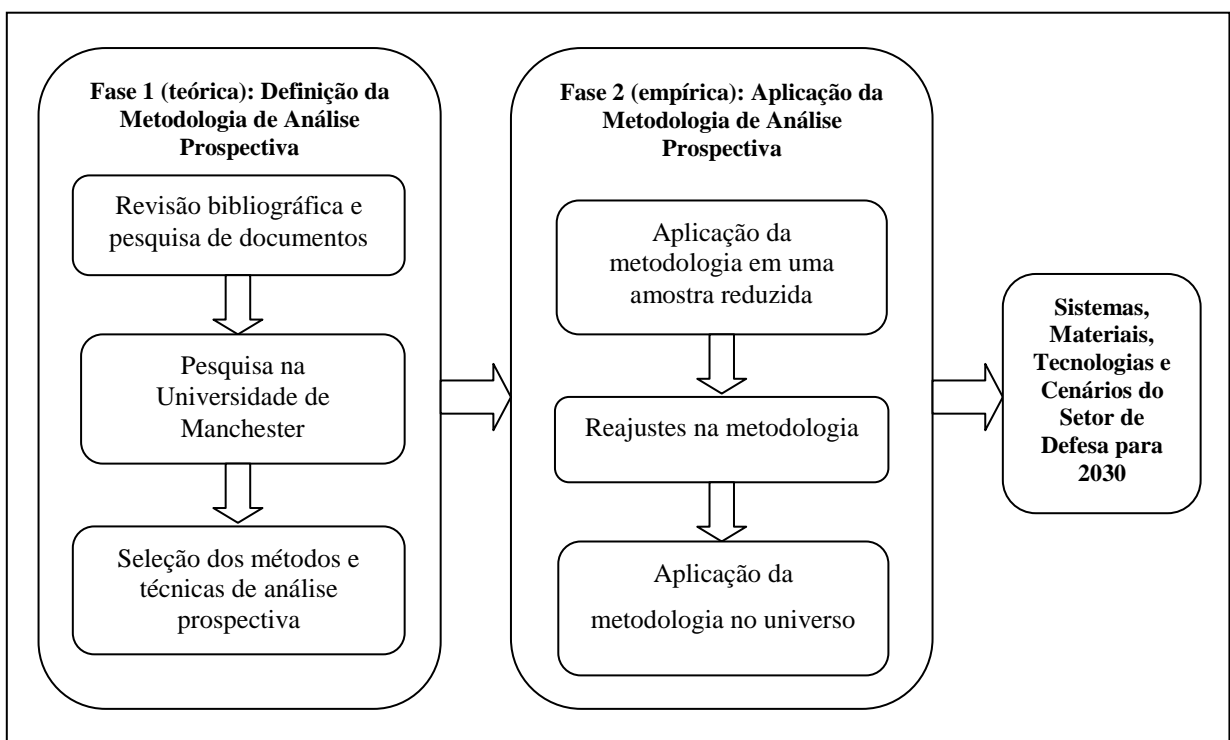 Fase 1 (teórica): Definição da
Metodologia de Análise
Prospectiva
Revisão bibliográfica e
pesquisa de documentos
Pesquisa na
Universidade de
Manchester
Seleção dos métodos e
técnicas de análise
prospectiva
Fase 2 (empírica): Aplicação da
Metodologia de Análise
Prospectiva
Aplicação da
metodologia em uma
amostra reduzida
Reajustes na metodologia
Aplicação da
metodologia no universo
Sistemas,
Materiais,
Tecnologias e
Cenários do
Setor de
Defesa para
2030